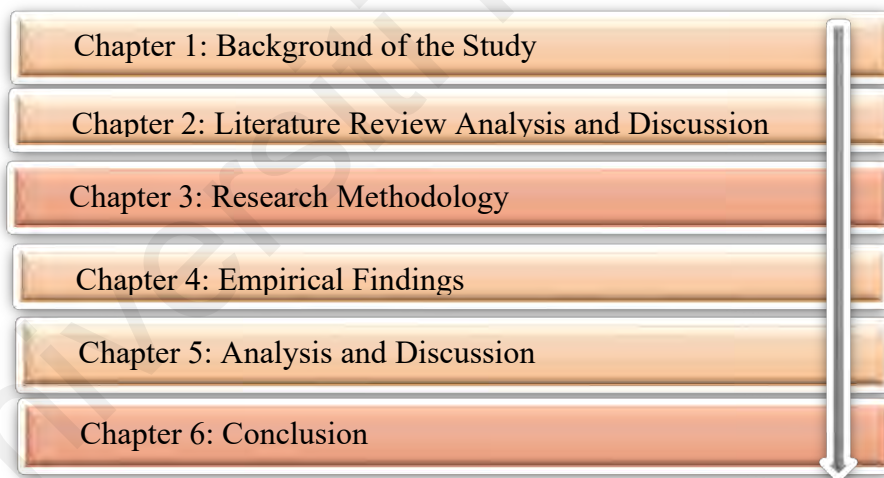 Chapter 1: Background of the Study
Chapter 2: Literature Review Analysis and Discussion
Chapter 3: Research Methodology
Chapter 4: Empirical Findings
Chapter 5: Analysis and Discussion
Chapter 6: Conclusion